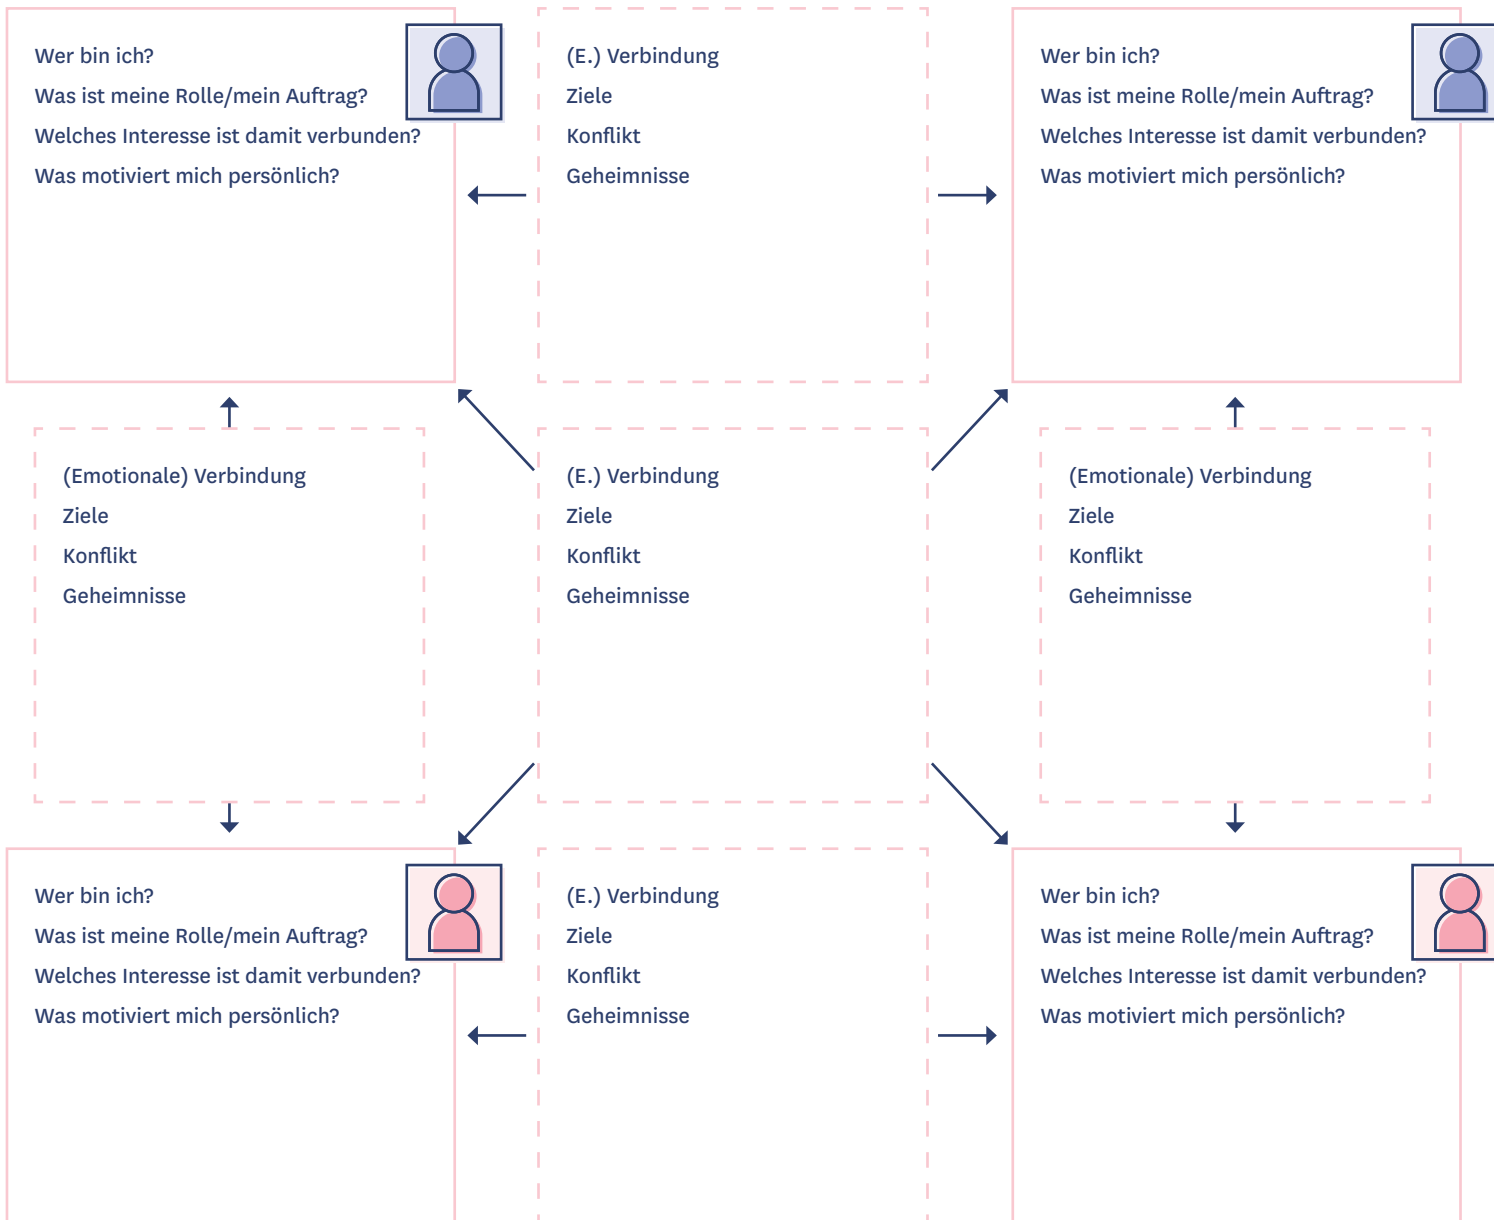 Wer bin ich?
Was ist meine Rolle/mein Auftrag?
Welches Interesse ist damit verbunden?
Was motiviert mich persönlich?
(E.) Verbindung
Ziele
Konflikt
Geheimnisse
Wer bin ich?
Was ist meine Rolle/mein Auftrag?
Welches Interesse ist damit verbunden?
Was motiviert mich persönlich?
(Emotionale) Verbindung
Ziele
Konflikt
Geheimnisse
(E.) Verbindung
Ziele
Konflikt
Geheimnisse
(Emotionale) Verbindung
Ziele
Konflikt
Geheimnisse
Wer bin ich?
Was ist meine Rolle/mein Auftrag?
Welches Interesse ist damit verbunden?
Was motiviert mich persönlich?
(E.) Verbindung
Ziele
Konflikt
Geheimnisse
Wer bin ich?
Was ist meine Rolle/mein Auftrag?
Welches Interesse ist damit verbunden?
Was motiviert mich persönlich?